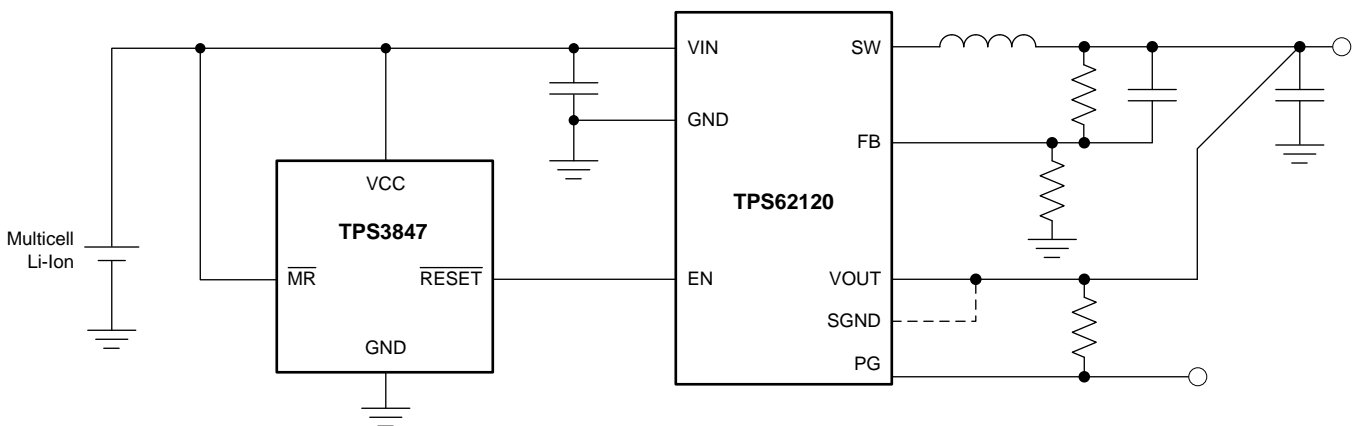 VIN
SW
GND
FB
VCC
TPS3847
TPS62120
Multicell
Li-Ion
MR
RESET
EN
VOUT
SGND
GND
PG